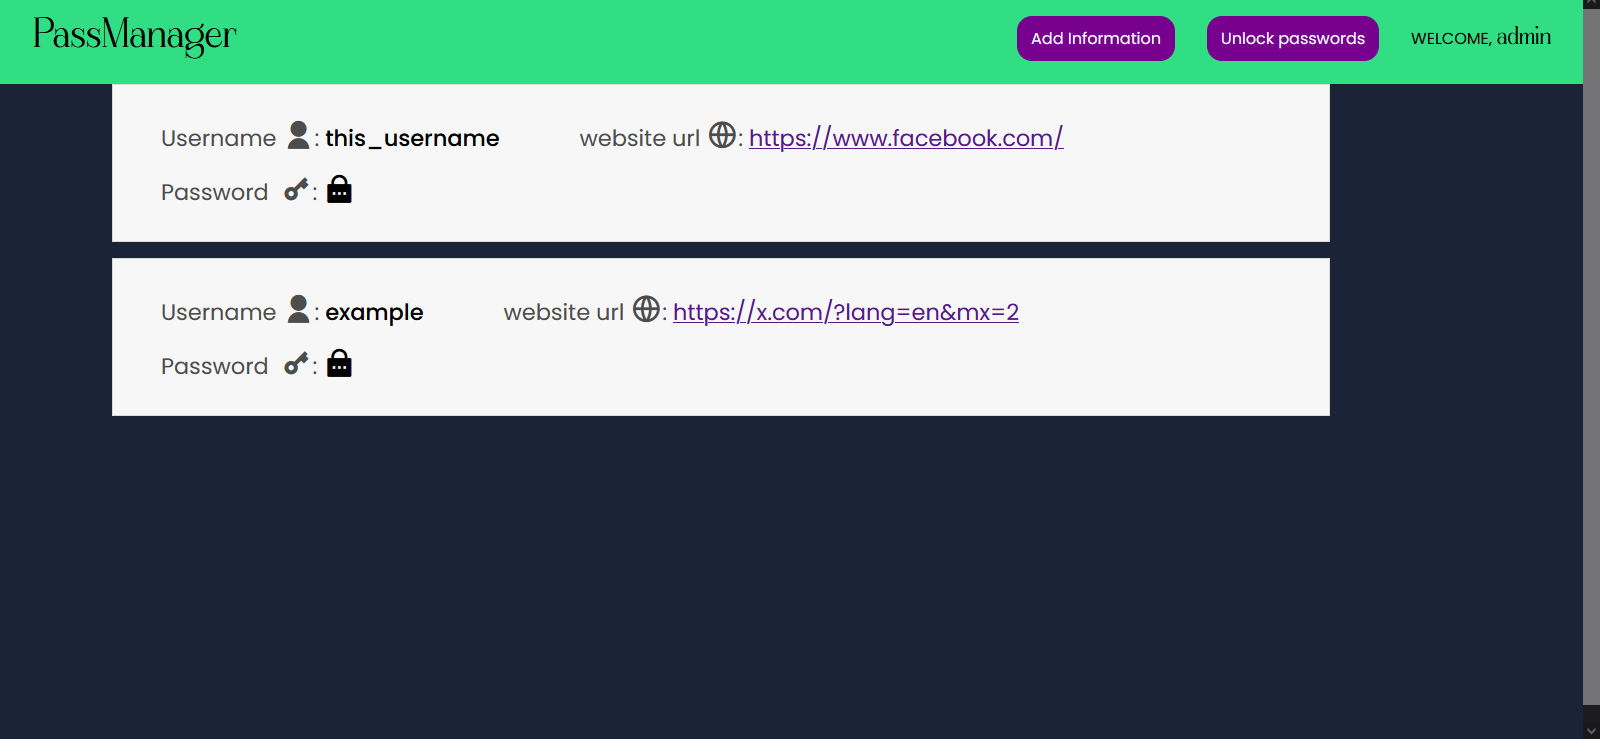 PassManager
Add Information
Unlock passwords
WELCOME, admin
Username : this_username website url : https://www.facebook.com/
Password :
Username : example website url : https://x.com/?lang=en&mx=2
Password :